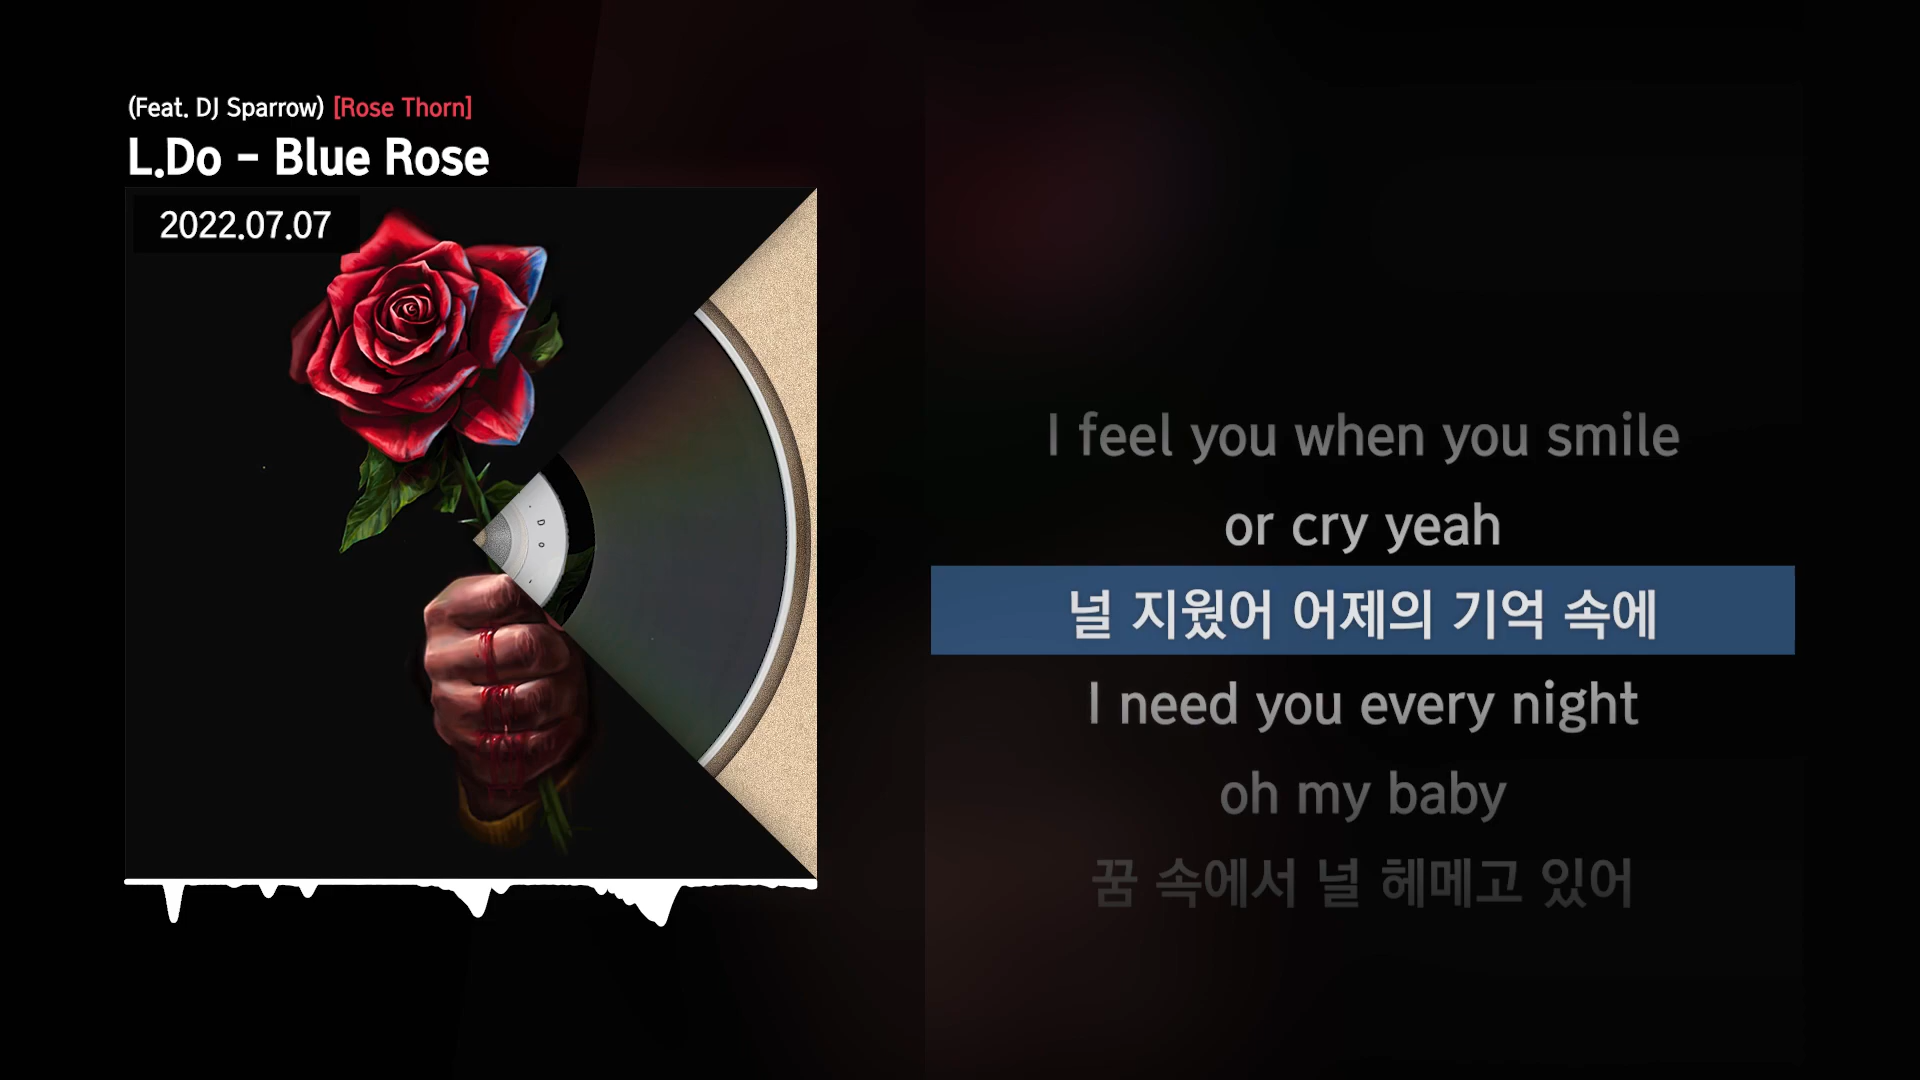 (Feat. DJ Sparrow) [Rose Thorn]
L.Do - Blue Rose
2022.07.07
D
o
I feel you when you smile
or cry yeah
널 지웠어 어제의 기억 속에
I need you every night
oh my baby
꿈 속에서 널 헤메고 있어